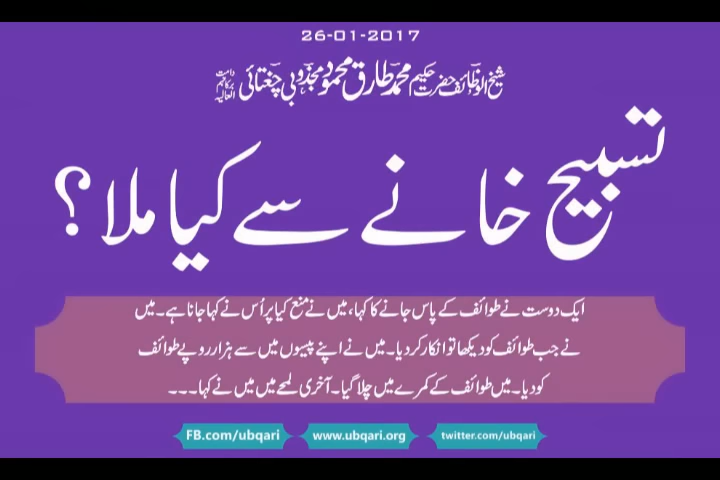 26-01-2017
شیخ الوظائف حضرت حکیم محمد طارق محمود مجذوبی چغتائی دامت برکاتہم العالیہ
تسبیح خانے سے کیا ملا؟
ایک دوست نے طوائف کے پاس جانے کا کہا، میں نے منع کیا پر اُس نے کہا جانا ہے۔ میں
نے جب طوائف کو دیکھا تو انکار کر دیا۔ میں نے اپنے پیسوں میں سے ہزار روپے طوائف
کو دیا۔ میں طوائف کے کمرے میں چلا گیا۔ آخری لمحے میں میں نے کہا۔۔۔
FB.com/ubqari www.ubqari.org twitter.com/ubqari